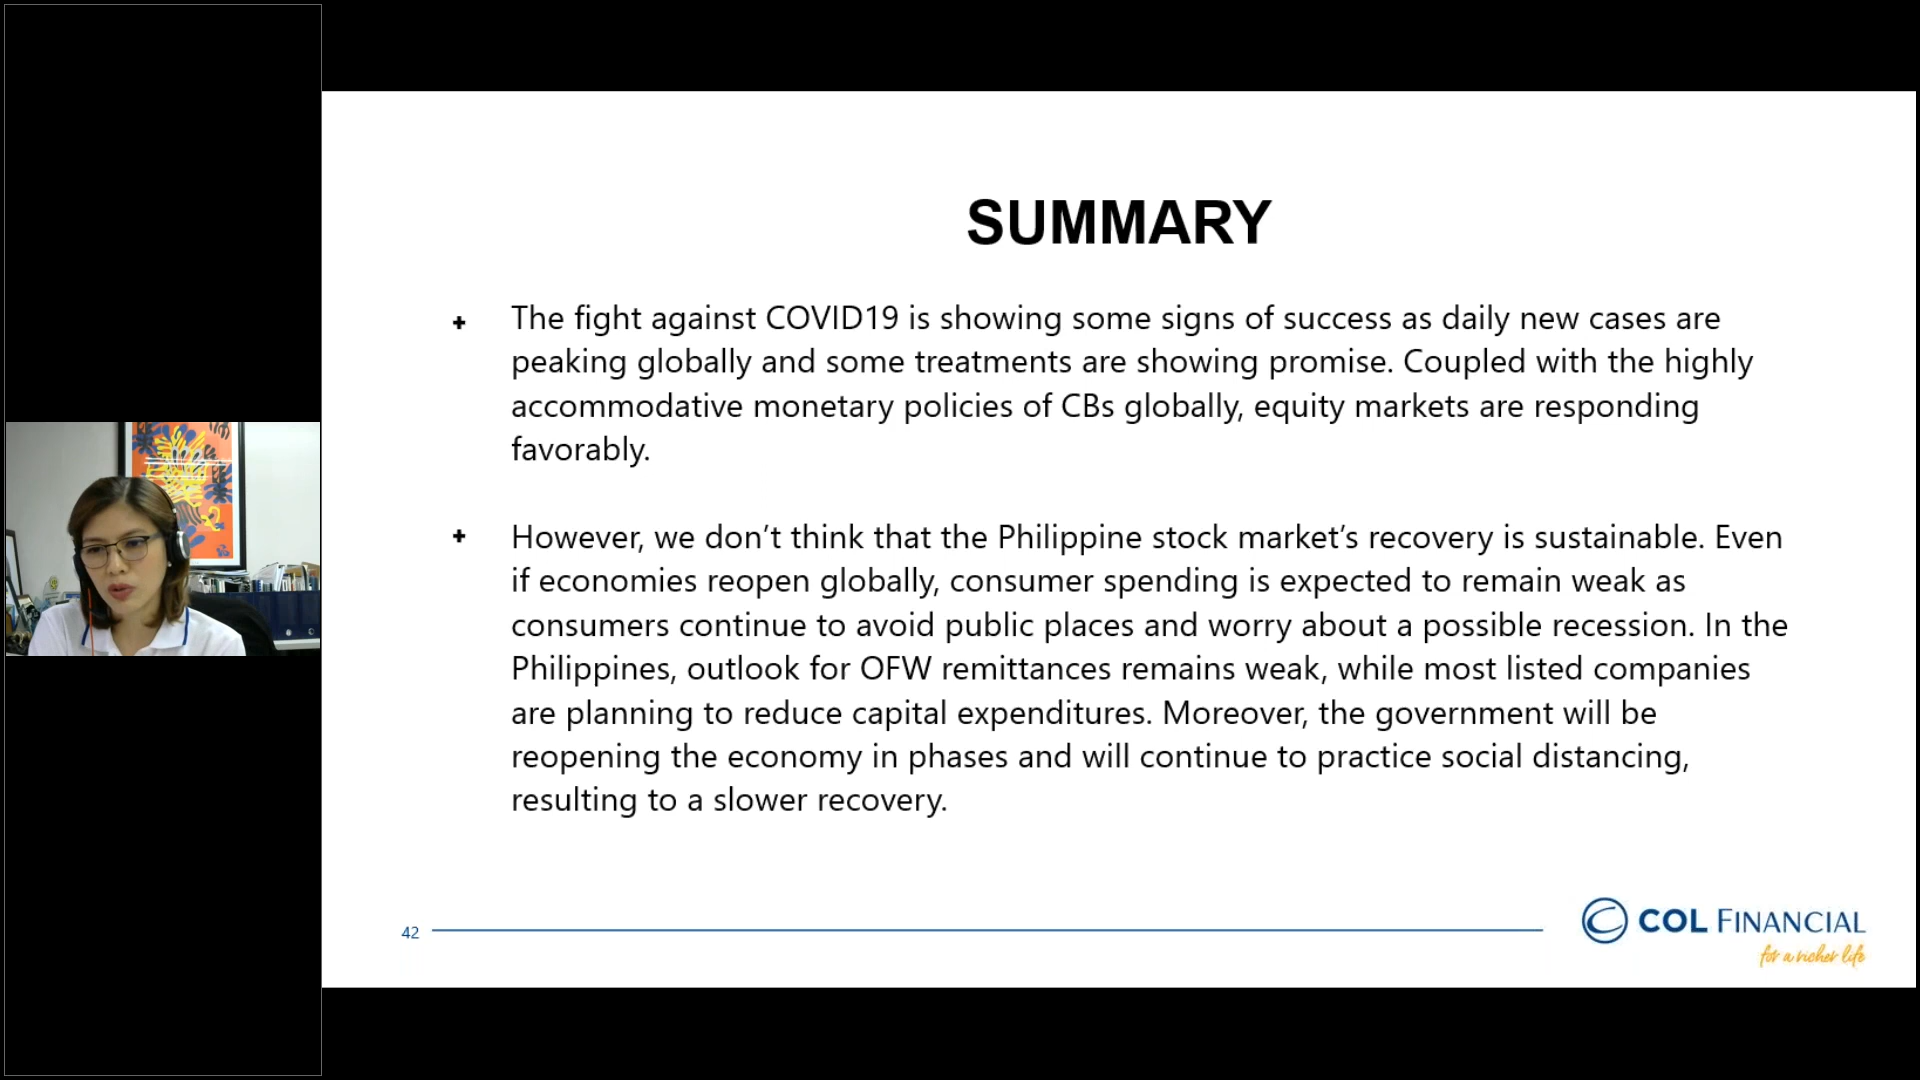 SUMMARY
+ The fight against COVID19 is showing some signs of success as daily new cases are
peaking globally and some treatments are showing promise. Coupled with the highly
accommodative monetary policies of CBs globally, equity markets are responding
favorably.
+ However, we don’t think that the Philippine stock market’s recovery is sustainable. Even
if economies reopen globally, consumer spending is expected to remain weak as
consumers continue to avoid public places and worry about a possible recession. In the
Philippines, outlook for OFW remittances remains weak, while most listed companies
are planning to reduce capital expenditures. Moreover, the government will be
reopening the economy in phases and will continue to practice social distancing,
resulting to a slower recovery.
42
COL FINANCIAL
for a richer life